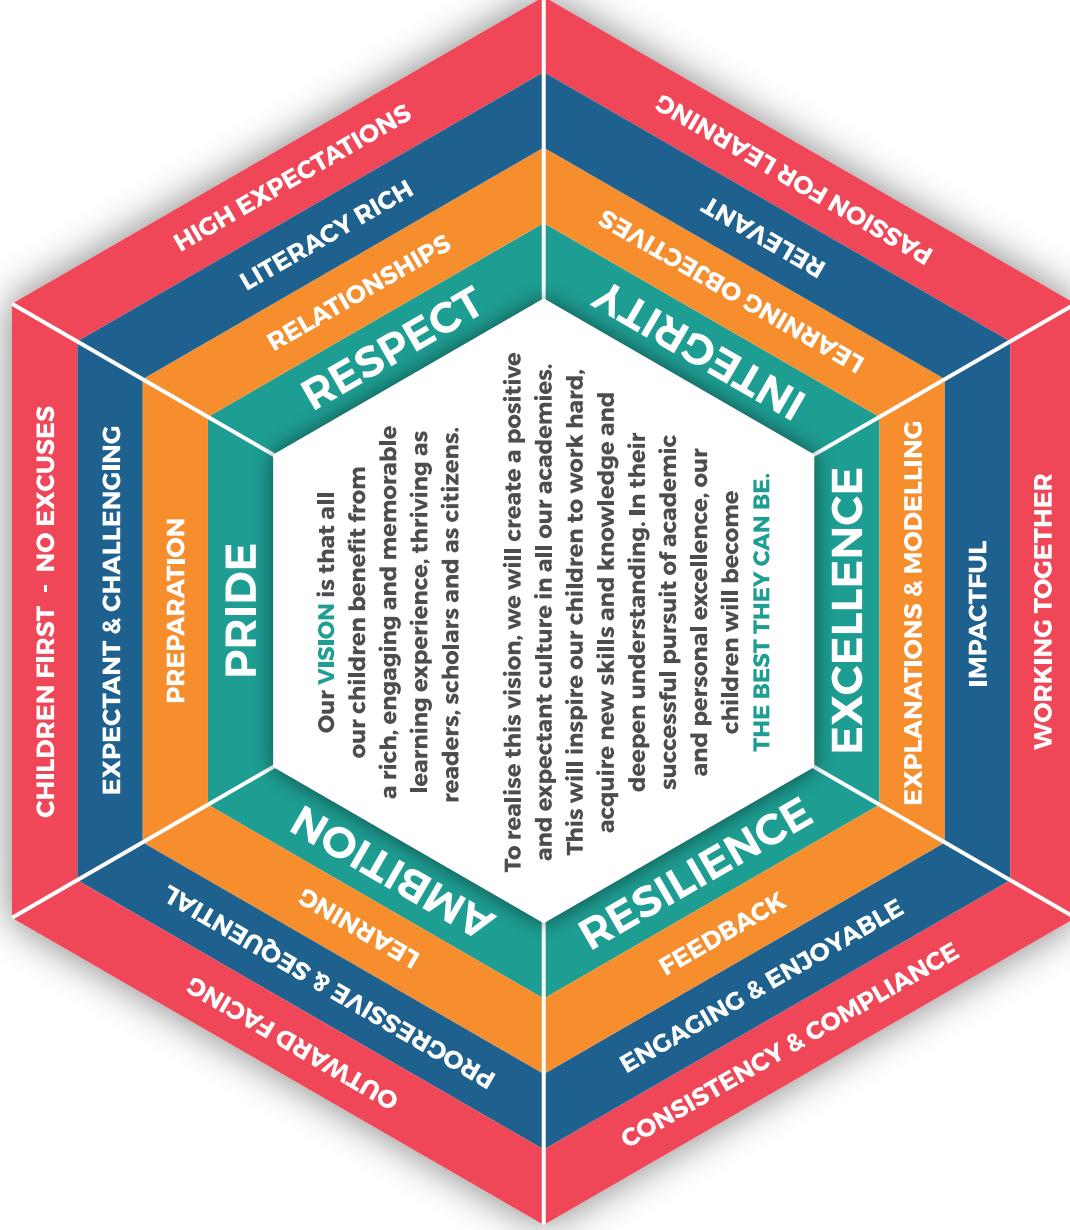 CHILDREN FIRST - NO EXCUSES
EXPECTANT & CHALLENGING
PREPARATION
PRIDE
HIGH EXPECTATIONS
LITERACY RICH
RELATIONSHIPS
RESPECT
PASSION FOR LEARNING
RELEVANT
LEARNING OBJECTIVES
INTEGRITY
WORKING TOGETHER
IMPACTFUL
EXPLANATIONS & MODELLING
EXCELLENCE
CONSISTENCY & COMPLIANCE
ENGAGING & ENJOYABLE
FEEDBACK
RESILIENCE
OUTWARD FACING
PROGRESSIVE & SEQUENTIAL
LEARNING
AMBITION
Our VISION is that all
our children benefit from
a rich, engaging and memorable
learning experience, thriving as
readers, scholars and as citizens.
To realise this vision, we will create a positive
and expectant culture in all our academies.
This will inspire our children to work hard,
acquire new skills and knowledge and
deepen understanding. In their
successful pursuit of academic
and personal excellence, our
children will become
THE BEST THEY CAN BE.